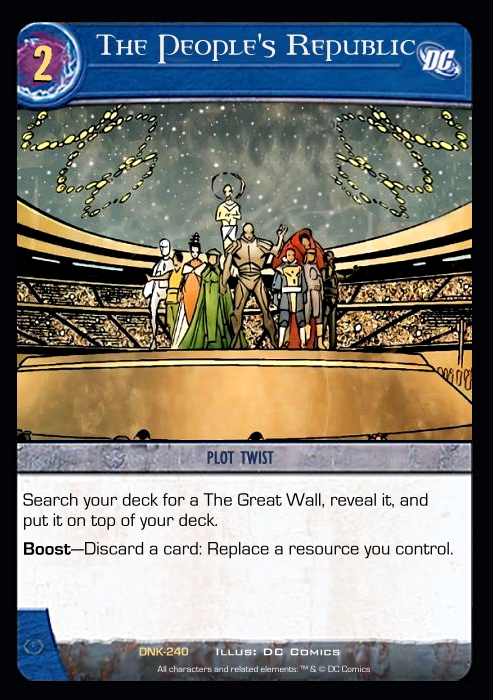 The People's Republic
2
DC
PLOT TWIST
Search your deck for a The Great Wall, reveal it, and
put it on top of your deck.
Boost—Discard a card: Replace a resource you control.
DNK-240 Illus: DC Comics
All characters and related elements: ™ & © DC Comics